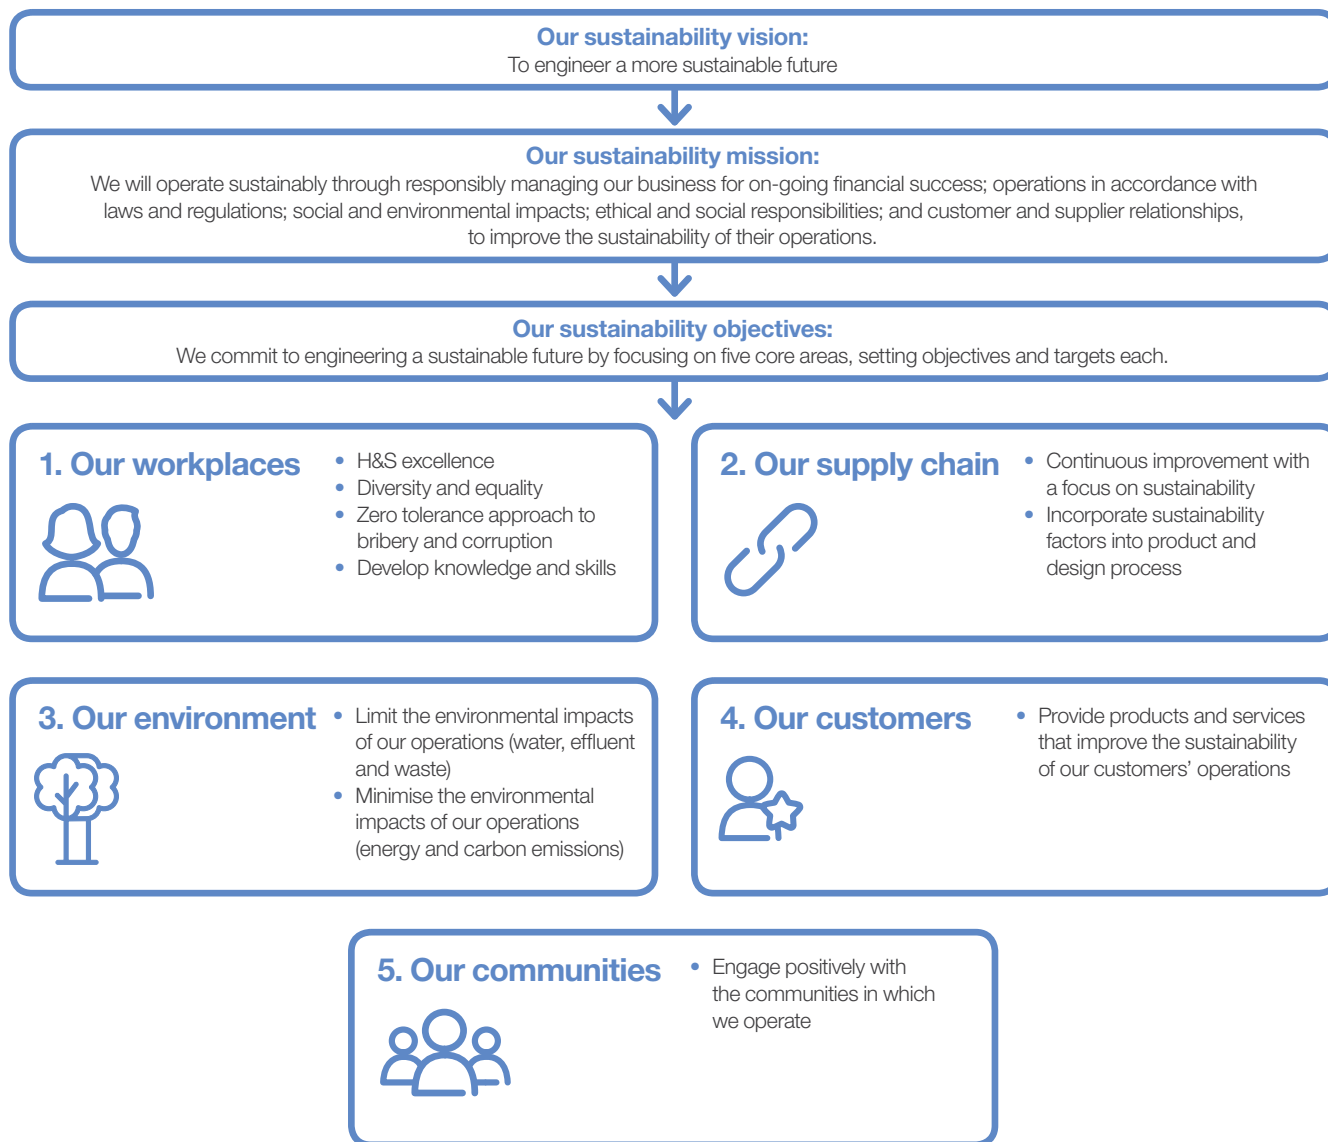 Our sustainability vision:
To engineer a more sustainable future
Our sustainability mission:
We will operate sustainably through responsibly managing our business for on-going financial success; operations in accordance with
laws and regulations; social and environmental impacts; ethical and social responsibilities; and customer and supplier relationships,
to improve the sustainability of their operations.
Our sustainability objectives:
We commit to engineering a sustainable future by focusing on five core areas, setting objectives and targets each.
1. Our workplaces
• H&S excellence
• Diversity and equality
• Zero tolerance approach to
bribery and corruption
• Develop knowledge and skills
2. Our supply chain
• Continuous improvement with
a focus on sustainability
• Incorporate sustainability
factors into product and
design process
3. Our environment
• Limit the environmental impacts
of our operations (water, effluent
and waste)
• Minimise the environmental
impacts of our operations
(energy and carbon emissions)
4. Our customers
• Provide products and services
that improve the sustainability
of our customers’ operations
5. Our communities
• Engage positively with
the communities in which
we operate